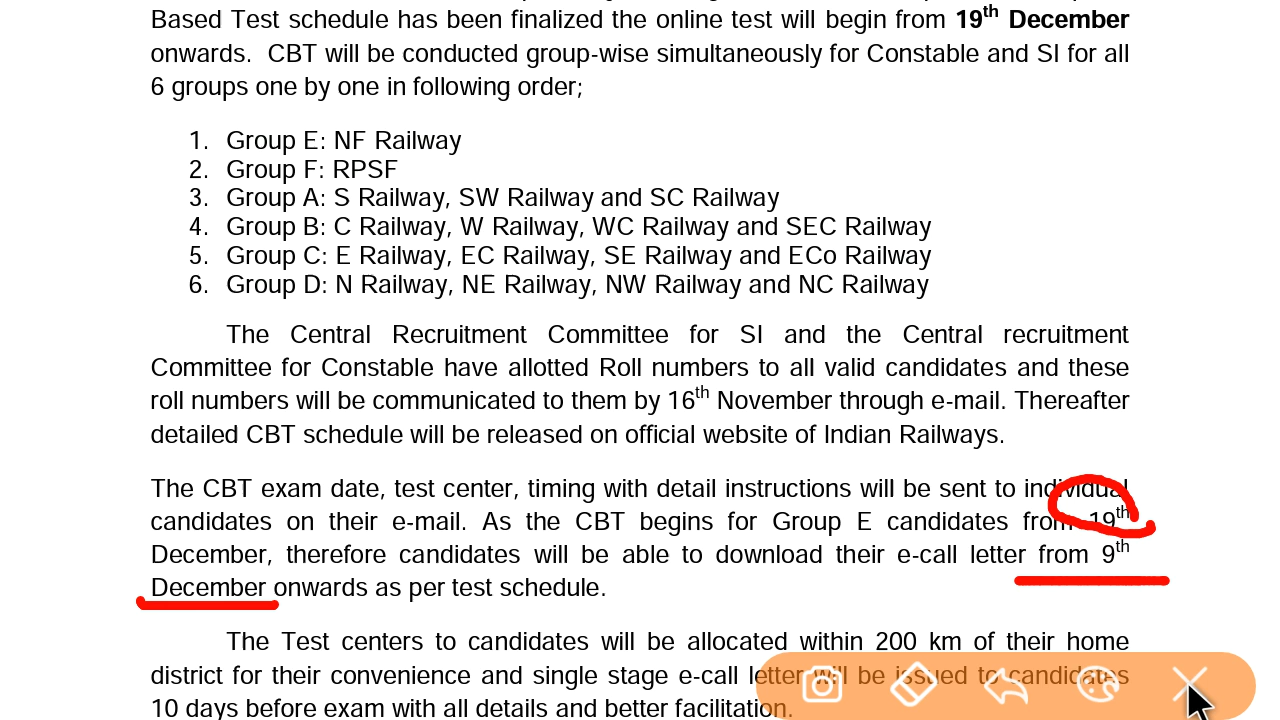 Based Test schedule has been finalized the online test will begin from 19th December
onwards. CBT will be conducted group-wise simultaneously for Constable and SI for all
6 groups one by one in following order;
1. Group E: NF Railway
2. Group F: RPSF
3. Group A: S Railway, SW Railway and SC Railway
4. Group B: C Railway, W Railway, WC Railway and SEC Railway
5. Group C: E Railway, EC Railway, SE Railway and ECo Railway
6. Group D: N Railway, NE Railway, NW Railway and NC Railway
The Central Recruitment Committee for SI and the Central recruitment
Committee for Constable have allotted Roll numbers to all valid candidates and these
roll numbers will be communicated to them by 16th November through e-mail. Thereafter
detailed CBT schedule will be released on official website of Indian Railways.
The CBT exam date, test center, timing with detail instructions will be sent to individual
candidates on their e-mail. As the CBT begins for Group E candidates from 19th
December, therefore candidates will be able to download their e-call letter from 9th
December onwards as per test schedule.
The Test centers to candidates will be allocated within 200 km of their home
district for their convenience and single stage e-call letter will be issued to candidates
10 days before exam with all details and better facilitation.